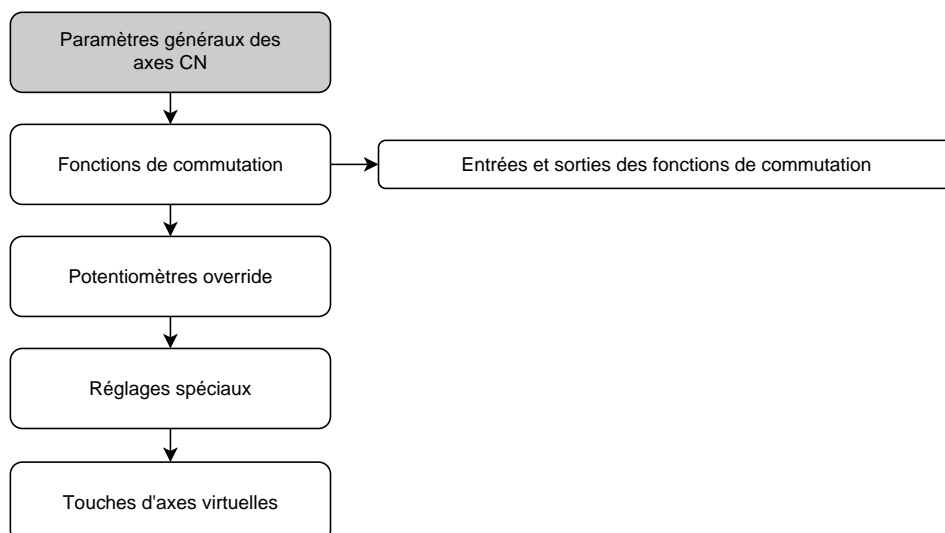 Paramètres généraux des
axes CN
Fonctions de commutation
Entrées et sorties des fonctions de commutation
Potentiomètres override
Réglages spéciaux
Touches d'axes virtuelles